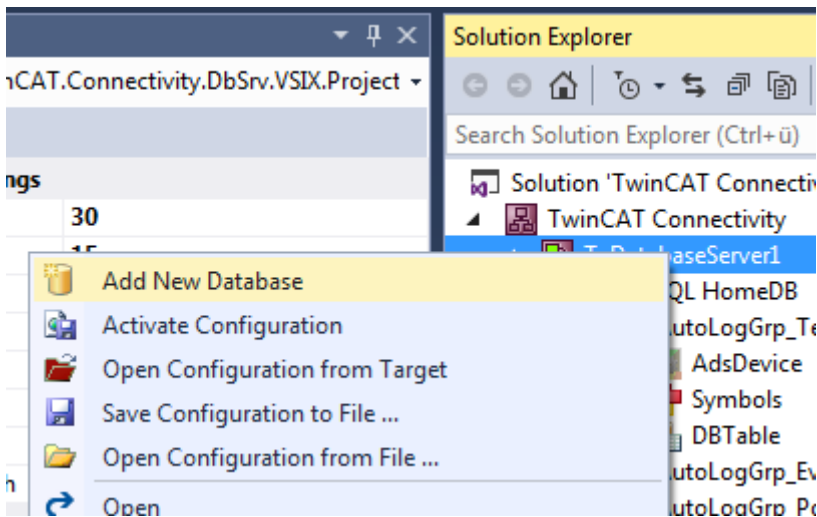 Solution Explorer
nCAT.Connectivity.DbSrv.VSIX.Project
Search Solution Explorer (Ctrl+ü)
ngs
30
Solution 'TwinCAT Connectiv
TwinCAT Connectivity
aseServer1
Add New Database
QL HomeDB
Activate Configuration
utoLogGrp_Te
Open Configuration from Target
AdsDevice
Save Configuration to File ...
Symbols
DBTable
Open Configuration from File ...
utoLogGrp_Ev
h
Open
utoLogGrp_Po